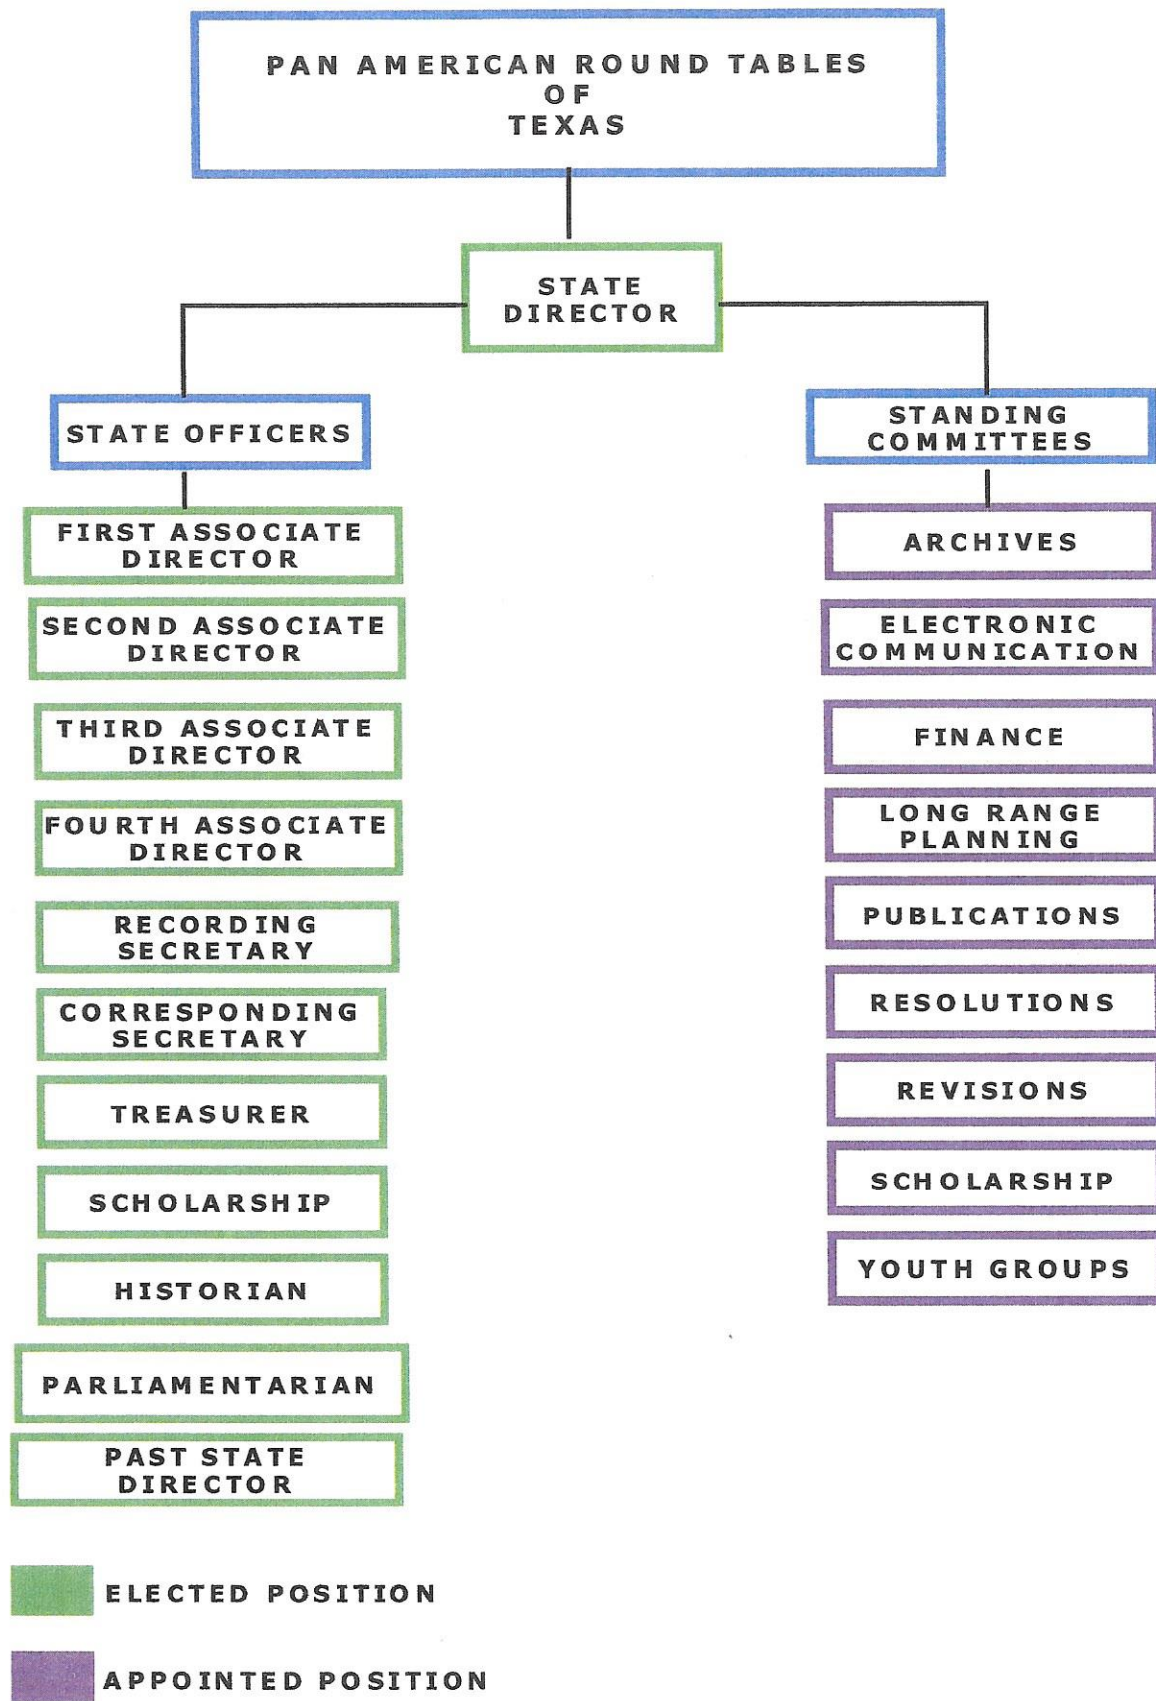 PAN AMERICAN ROUND TABLES
OF
TEXAS
STATE
DIRECTOR
STATE OFFICERS
FIRST ASSOCIATE
DIRECTOR
SECOND ASSOCIATE
DIRECTOR
THIRD ASSOCIATE
DIRECTOR
FOURTH ASSOCIATE
DIRECTOR
RECORDING
SECRETARY
CORRESPONDING
SECRETARY
TREASURER
SCHOLARSHIP
HISTORIAN
PARLIAMENTARIAN
PAST STATE
DIRECTOR
STANDING
COMMITTEES
ARCHIVES
ELECTRONIC
COMMUNICATION
FINANCE
LONG RANGE
PLANNING
PUBLICATIONS
RESOLUTIONS
REVISIONS
SCHOLARSHIP
YOUTH GROUPS
ELECTED POSITION
APPOINTED POSITION